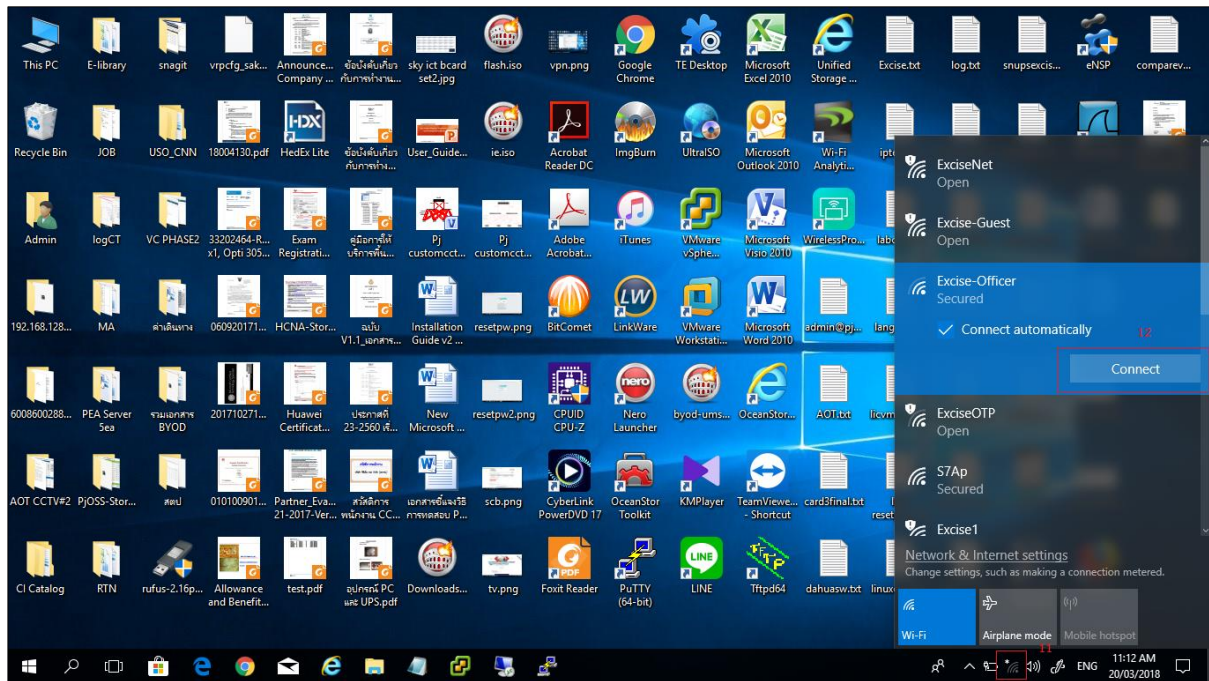 This PC
E-library
snagit
vrpcfg_sak...
Announce...
Company ...
ข้อบังคับเกี่ยว
กับการทำงาน...
sky ict bcard
set2.jpg
flash.iso
vpn.png
Google
Chrome
TE Desktop
Microsoft
Excel 2010
Unified
Storage ...
Excise.txt
log.txt
snupsexcis...
eNSP
comparev...
Recycle Bin
JOB
USO_CNN
18004130.pdf
HedEx Lite
ข้อบังคับเกี่ยว
กับการพ่าง...
User_Guide...
ie.iso
Acrobat
Reader DC
ImgBurn
UltraISO
Microsoft
Outlook 2010
Wi-Fi
Analyti...
Admin
logCT
VC PHASE2
33202464-R...
x1, Opti 305...
Exam
Registrati...
คู่มือการให้
บริการพื้น...
Pj
customcct...
Pj
customcct...
Adobe
Acrobat...
iTunes
VMware
vSphe...
Microsoft
Visio 2010
WirelessPro...
192.168.128...
MA
ค่าเดินทาง
060920171...
HCNA-Stor...
ฉบับ
V1.1_เอกสาร...
Installation
Guide v2 ...
resetpw.png
BitComet
LinkWare
VMware
Workstati...
Microsoft
Word 2010
admin@pj...
6008600288...
PEA Server
5ea
รวมเอกสาร
BYOD
201710271...
Huawei
Certificat...
ประกาศที่
23-2560 เรื่...
New
Microsoft ...
resetpw2.png
CPUID
CPU-Z
Nero
Launcher
byod-ums...
OceanStor...
AOT.txt
AOT CCTV#2
PjOSS-Stor...
สตป
010100901...
Partner_Eva...
21-2017-Ver...
สวัสดิการ
พนักงาน CC...
เอกสารชี้แจงวิธี
การทดสอบ P...
scb.png
CyberLink
PowerDVD 17
OceanStor
Toolkit
KMPlayer
TeamViewe...
- Shortcut
card3final.txt
CI Catalog
RTN
rufus-2.16p...
Allowance
and Benefit...
test.pdf
อุปกรณ์ PC
และ UPS.pdf
Downloads...
tv.png
Foxit Reader
PuTTY
(64-bit)
LINE
Tftpd64
dahuasw.txt
ExciseNet
Open
Excise-Guest
Open
Excise-Officer
Secured
Connect automatically
12
Connect
ExciseOTP
Open
S7Ap
Secured
Excise1
Network & Internet settings
Change settings, such as making a connection metered.
Wi-Fi
Airplane mode
Mobile hotspot
11
ENG
11:12 AM
20/03/2018